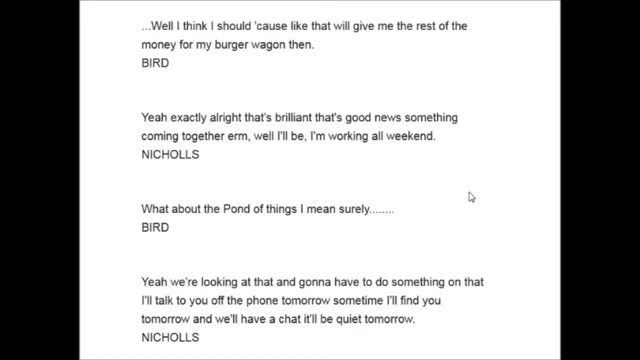 ...Well I think I should 'cause like that will give me the rest of the
money for my burger wagon then.
BIRD
Yeah exactly alright that's brilliant that's good news something
coming together erm, well I'll be, I'm working all weekend.
NICHOLLS
What about the Pond of things I mean surely........
BIRD
Yeah we're looking at that and gonna have to do something on that
I'll talk to you off the phone tomorrow sometime I'll find you
tomorrow and we'll have a chat it'll be quiet tomorrow.
NICHOLLS